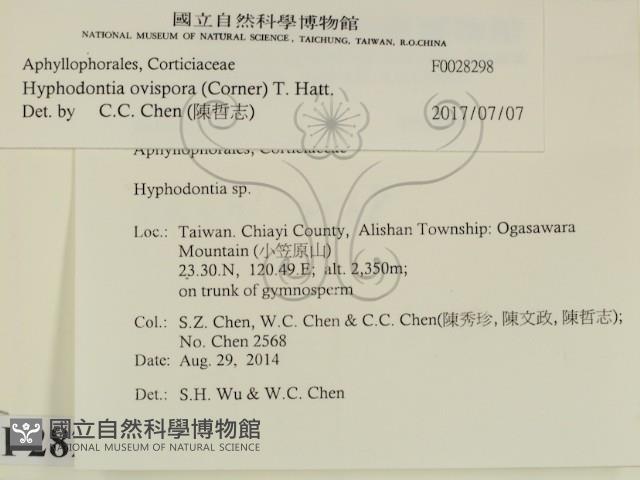 國立自然科學博物館
NATIONAL MUSEUM OF NATURAL SCIENCE, TAICHUNG, TAIWAN, R.O.CHINA
Aphyllophorales, Corticiaceae F0028298
Hyphodontia ovispora (Corner) T. Hatt.
Det. by C.C. Chen (陳哲志) 2017/07/07
Aphyllophorales, Corticiaceae
Hyphodontia sp.
Loc.: Taiwan. Chiayi County, Alishan Township: Ogasawara
Mountain (小笠原山)
23.30.N, 120.49.E; alt. 2,350m;
on trunk of gymnosperm
Col.: S.Z. Chen, W.C. Chen & C.C. Chen(陳秀珍, 陳文政, 陳哲志);
No. Chen 2568
Date: Aug. 29, 2014
Det.: S.H. Wu & W.C. Chen
國立自然科學博物館
NATIONAL MUSEUM OF NATURAL SCIENCE